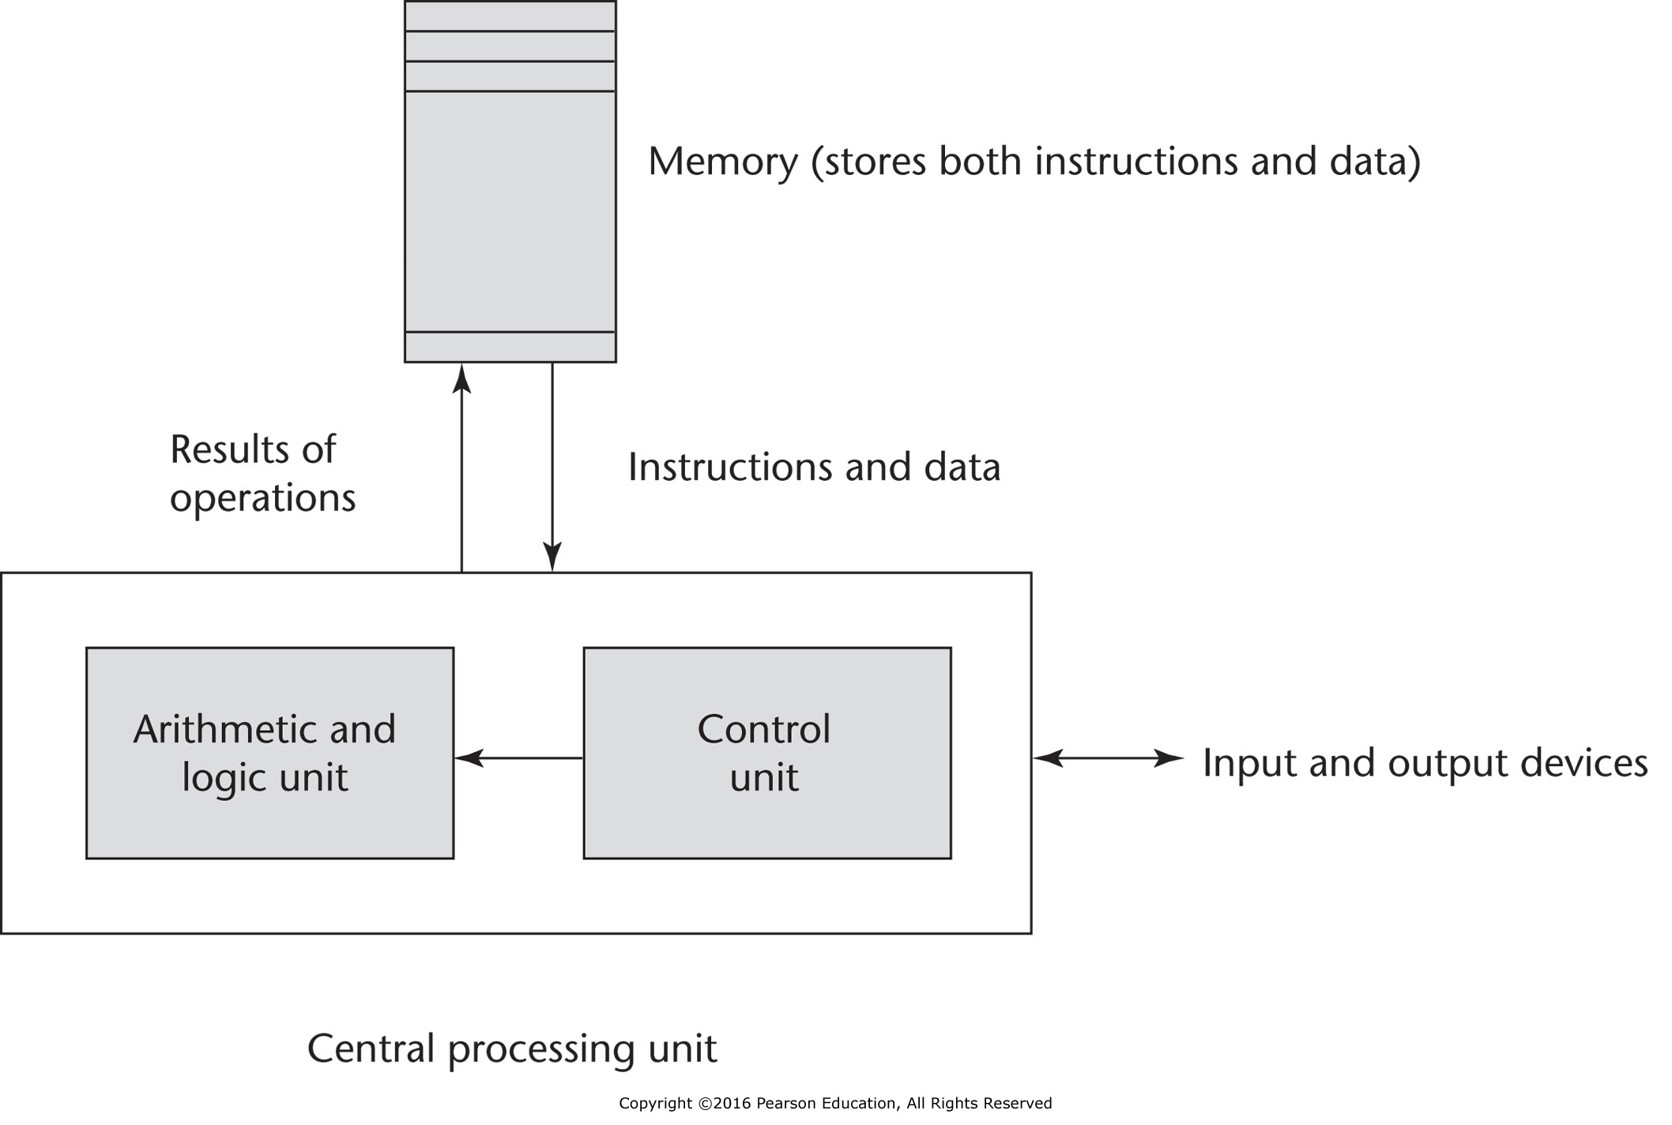 Memory (stores both instructions and data)
Results of
operations
Instructions and data
Arithmetic and
logic unit
Control
unit
Input and output devices
Central processing unit
Copyright ©2016 Pearson Education, All Rights Reserved